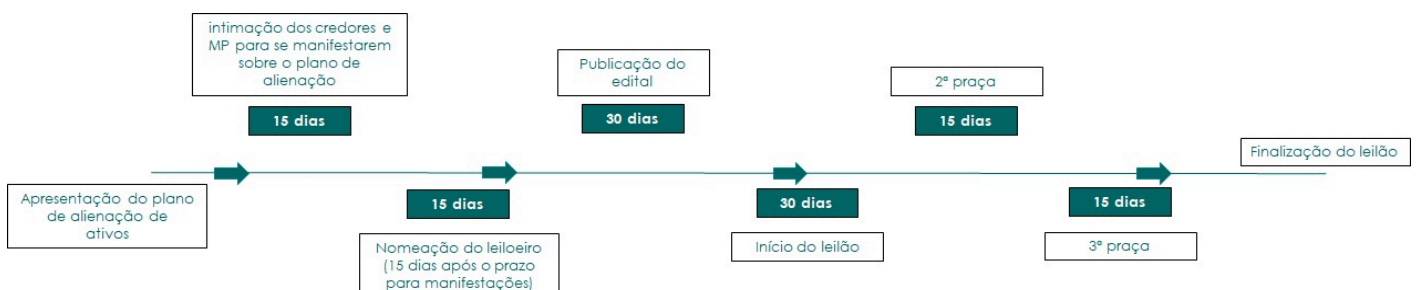 intimação dos credores e
MP para se manifestarem
sobre o plano de
alienação
15 dias
Publicação do
edital
30 dias
2ª praça
15 dias
Finalização do leilão
Apresentação do plano
de alienação de
ativos
15 dias
Nomeação do leiloeiro
(15 dias após o prazo
para manifestações)
30 dias
Início do leilão
15 dias
3ª praça